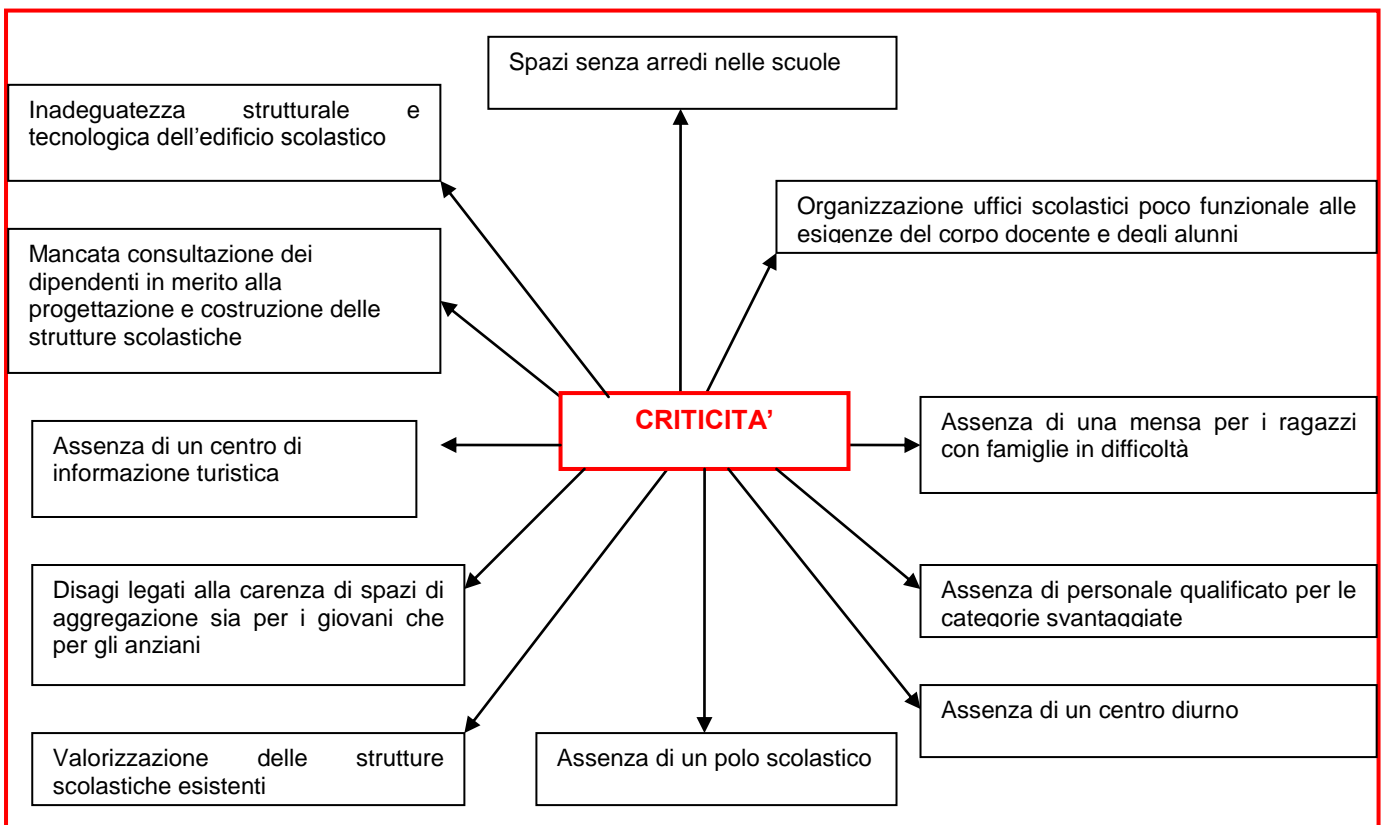 Spazi senza arredi nelle scuole
Inadeguatezza strutturale e
tecnologica dell’edificio scolastico
Organizzazione uffici scolastici poco funzionale alle
esigenze del corpo docente e degli alunni
Mancata consultazione dei
dipendenti in merito alla
progettazione e costruzione delle
strutture scolastiche
CRITICITA’
Assenza di una mensa per i ragazzi
con famiglie in difficoltà
Assenza di un centro di
informazione turistica
Disagi legati alla carenza di spazi di
aggregazione sia per i giovani che
per gli anziani
Assenza di personale qualificato per le
categorie svantaggiate
Assenza di un centro diurno
Valorizzazione delle strutture
scolastiche esistenti
Assenza di un polo scolastico